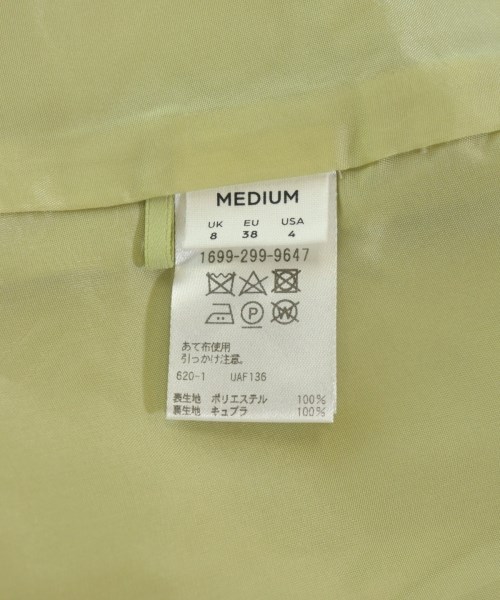 MEDIUM
UK EU USA
8 38 4
1699-299-9647
あて布使用
引っかけ注意。
620-1 UAF136
表生地 ポリエステル 100%
裏生地 キュプラ 100%